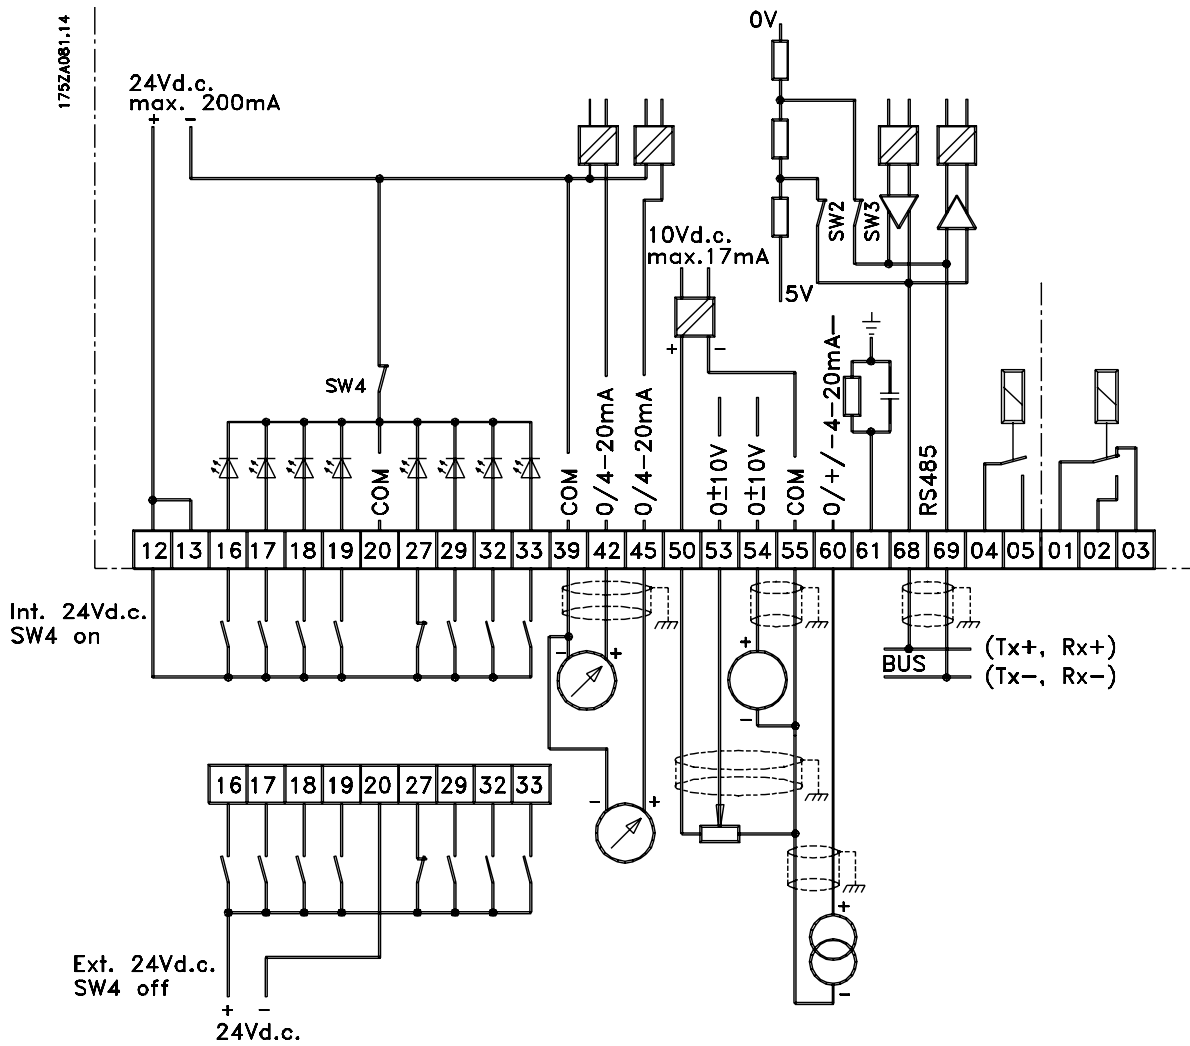 175ZA081.14
0V
24Vd.c.
max. 200mA
+ −
SW2
SW3
10Vd.c.
max.17mA
5V
+ −
SW4
COM
COM
0/4−20mA
0/4−20mA
0±10V
0±10V
COM
0/+/−4−20mA
RS485
12 13 16 17 18 19 20 27 29 32 33 39 42 45 50 53 54 55 60 61 68 69 04 05 01 02 03
Int. 24Vd.c.
SW4 on
− +
+
−
BUS
(Tx+, Rx+)
(Tx−, Rx−)
16 17 18 19 20 27 29 32 33
− +
+
−
Ext. 24Vd.c.
SW4 off
+ −
24Vd.c.